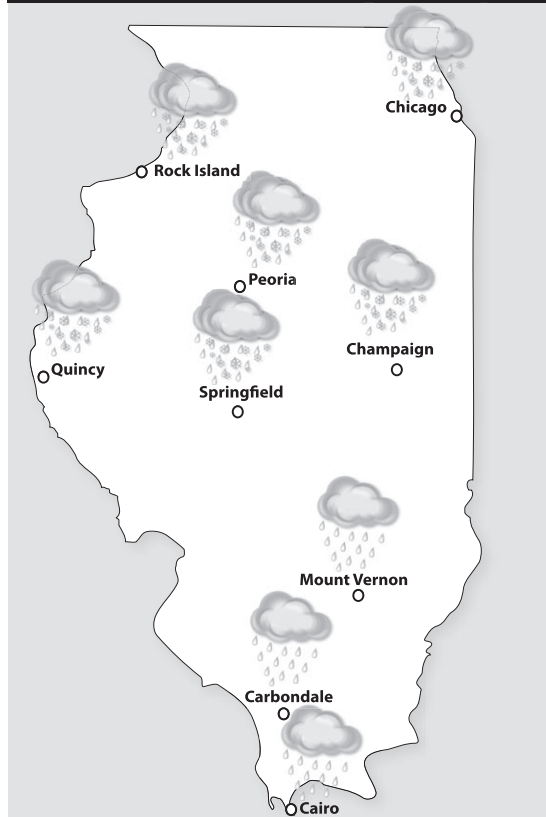 Chicago
Rock Island
Peoria
Champaign
Quincy
Springfield
Mount Vernon
Carbondale
Cairo